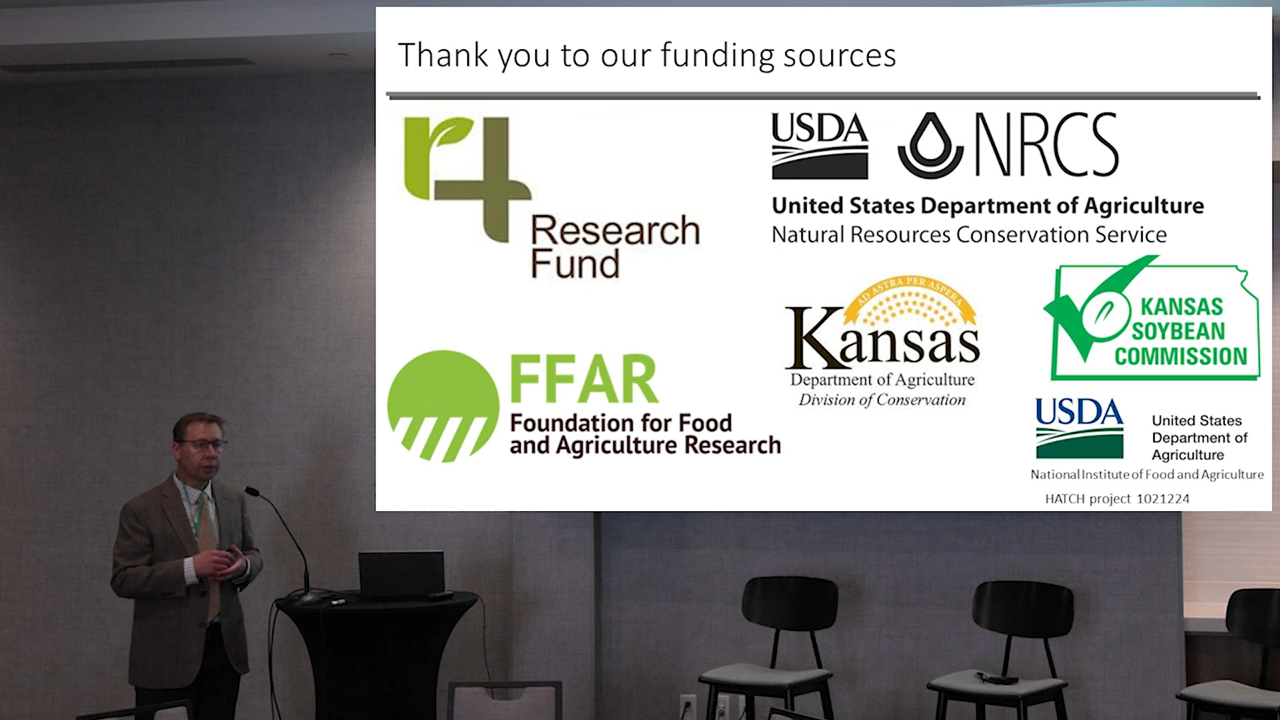 Thank you to our funding sources
r4
Research
Fund
USDA
NRCS
United States Department of Agriculture
Natural Resources Conservation Service
AD ASTRA PER ASPERA
Kansas
Department of Agriculture
Division of Conservation
KANSAS
SOYBEAN
COMMISSION
FFAR
Foundation for Food
and Agriculture Research
USDA
United States
Department of
Agriculture
National Institute of Food and Agriculture
HATCH project 1021224